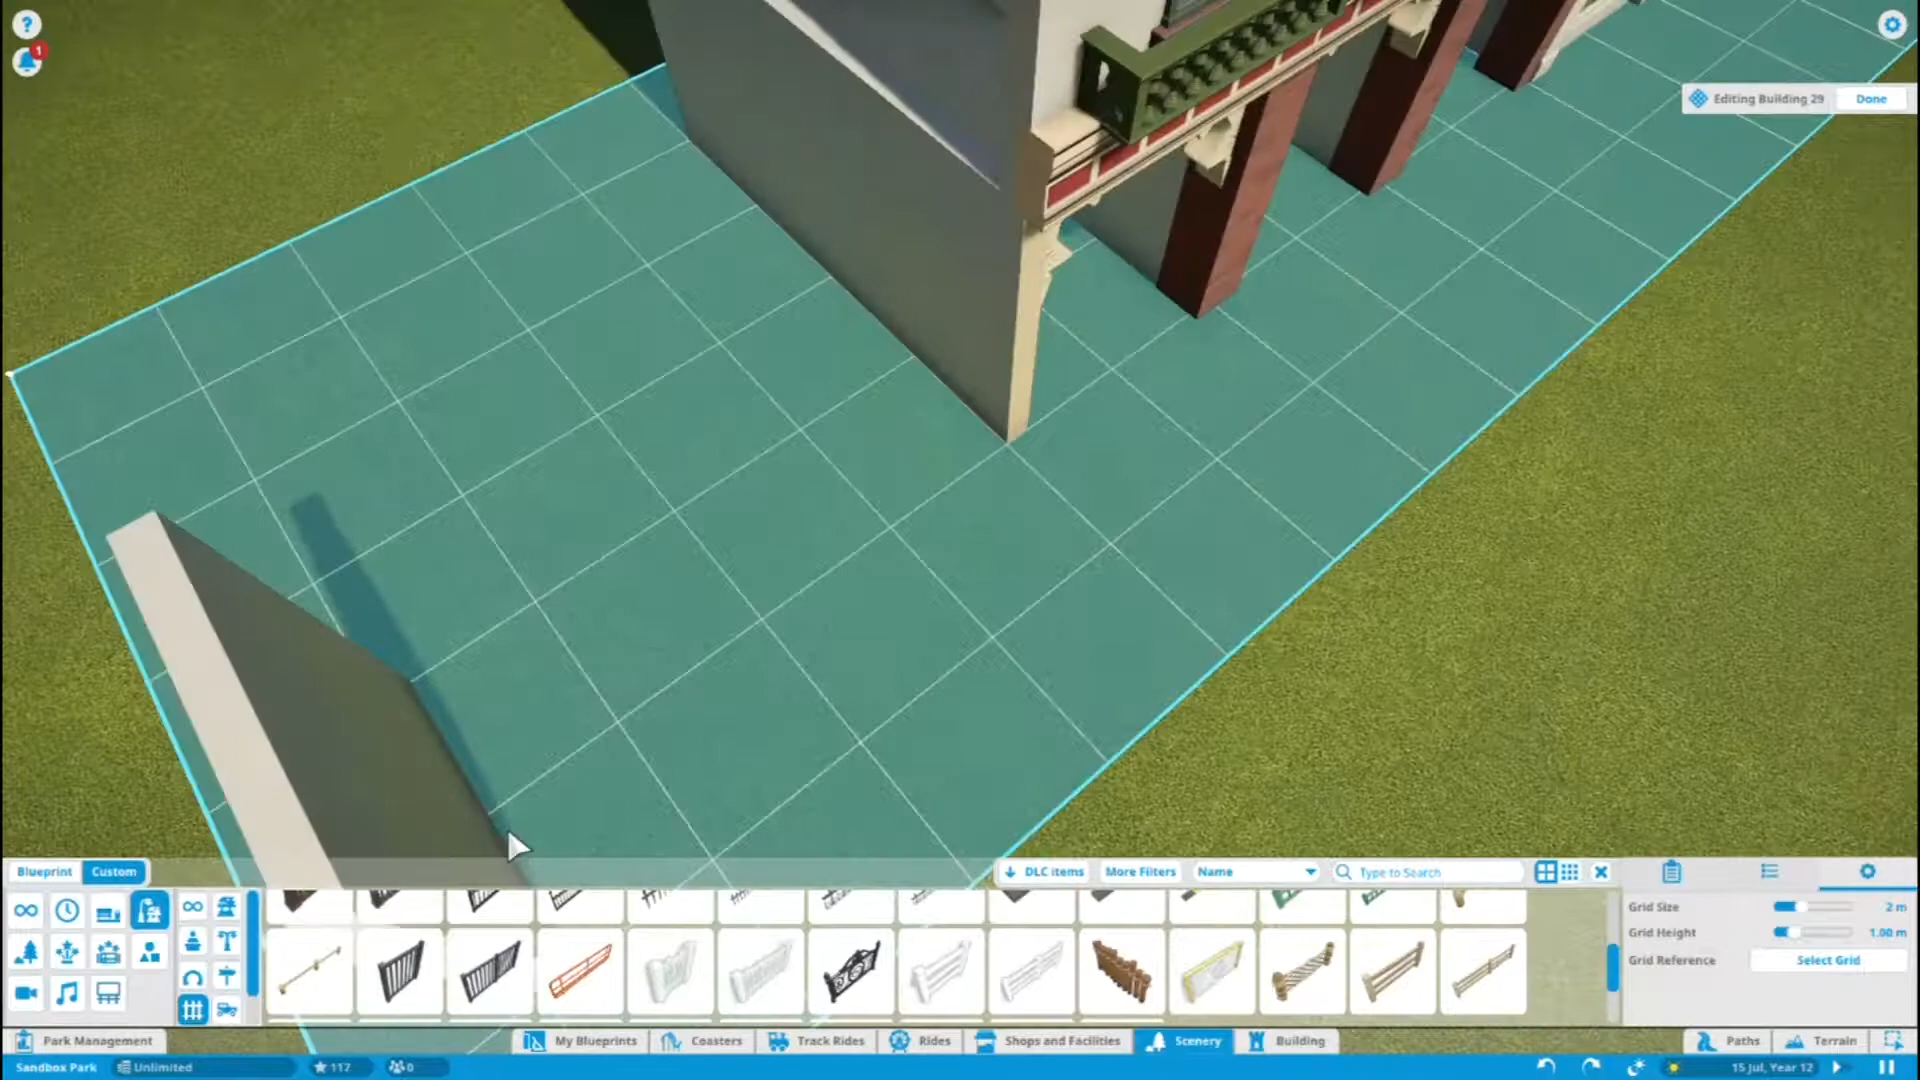 ?
1
Editing Building 29 Done
Blueprint Custom
DLC items More Filters Name Type to Search
Grid Size 2 m
Grid Height 1.00 m
Grid Reference Select Grid
Park Management My Blueprints Coasters Track Rides Rides Shops and Facilities Scenery Building Paths Terrain
Sandbox Park Unlimited 117 0 15 Jul, Year 12